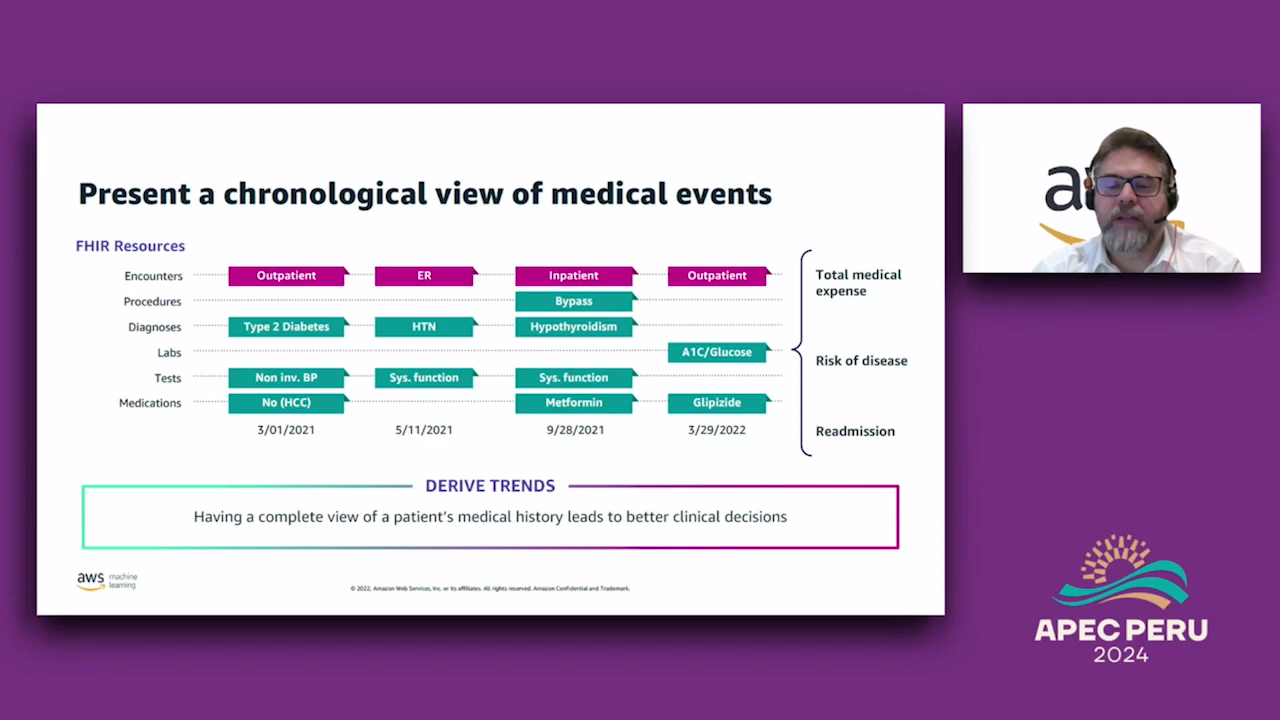 Present a chronological view of medical events
FHIR Resources
Encounters Outpatient ER Inpatient Outpatient
Procedures Bypass
Diagnoses Type 2 Diabetes HTN Hypothyroidism
Labs A1C/Glucose
Tests Non inv. BP Sys. function Sys. function
Medications No (HCC) Metformin Glipizide
3/01/2021 5/11/2021 9/28/2021 3/29/2022
Total medical
expense
Risk of disease
Readmission
DERIVE TRENDS
Having a complete view of a patient's medical history leads to better clinical decisions
aws machine
learning
© 2022, Amazon Web Services, Inc. or its affiliates. All rights reserved. Amazon Confidential and Trademark.
APEC PERU
2024